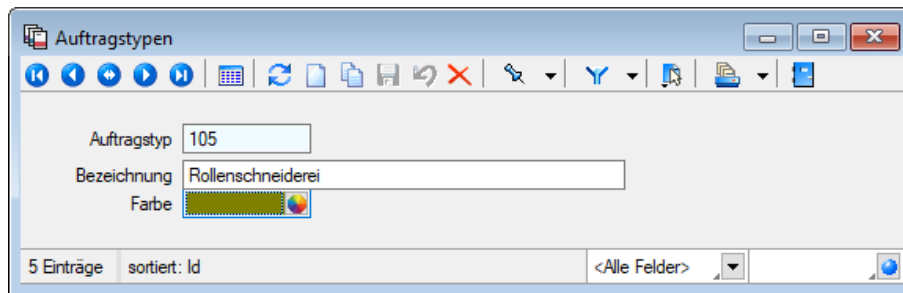 Auftragstypen
Auftragstyp 105
Bezeichnung Rollenschneiderei
Farbe
5 Einträge sortiert: Id <Alle Felder>